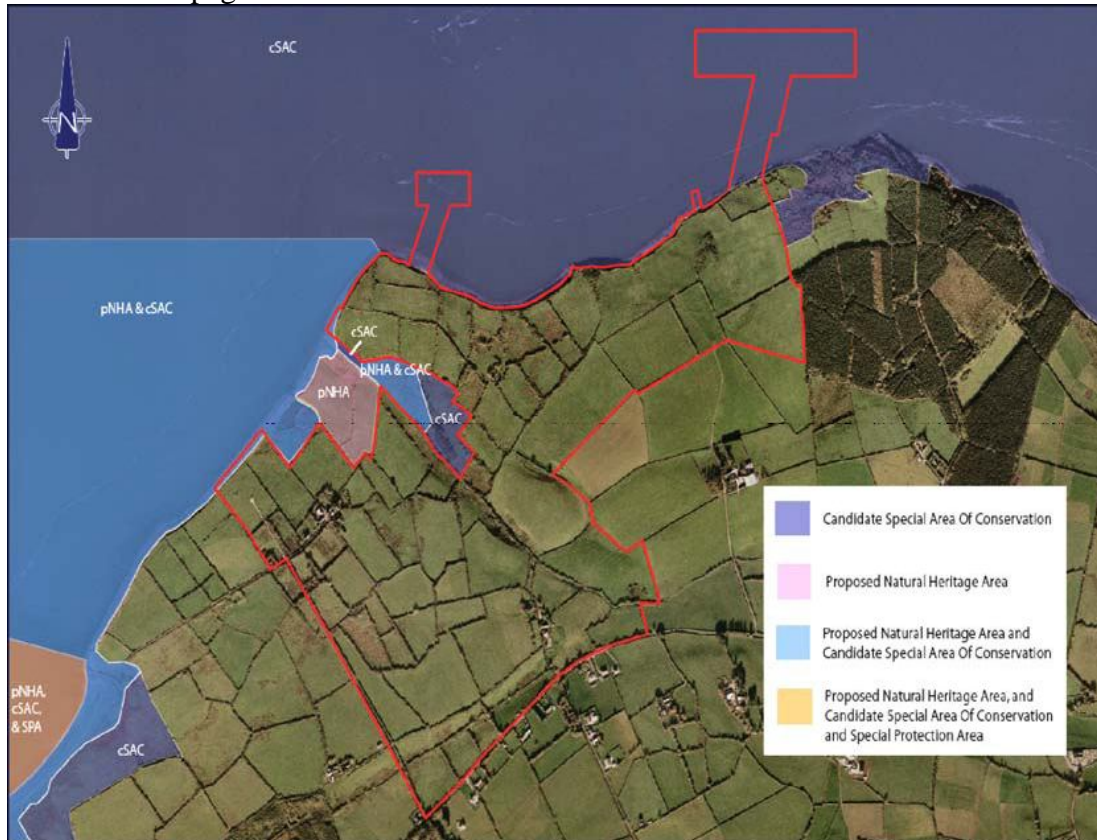 cSAC
N
pNHA & cSAC
cSAC
pNHA & cSAC
pNHA
cSAC
pNHA,
cSAC,
& SPA
cSAC
Candidate Special Area Of Conservation
Proposed Natural Heritage Area
Proposed Natural Heritage Area and
Candidate Special Area Of Conservation
Proposed Natural Heritage Area, and
Candidate Special Area Of Conservation
and Special Protection Area